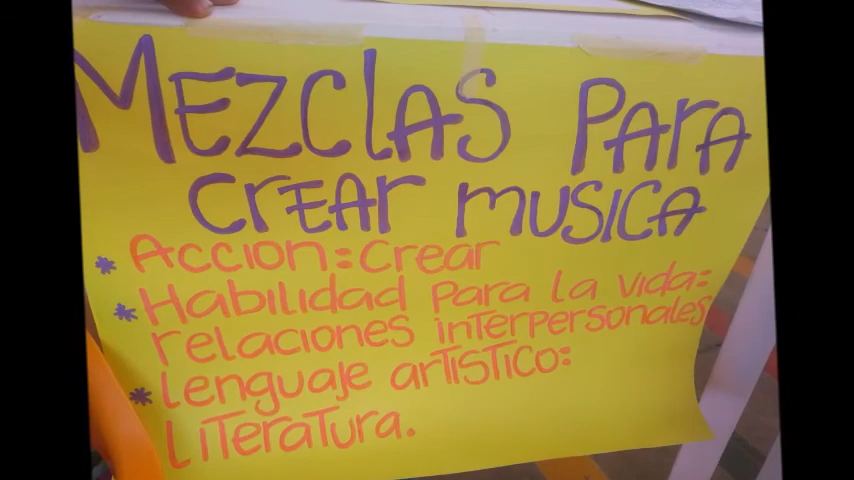 MEZCLAS PARA
CREAR MUSICA
* Accion: Crear
* Habilidad para la vida:
relaciones interpersonales
* Lenguaje artistico:
Literatura.